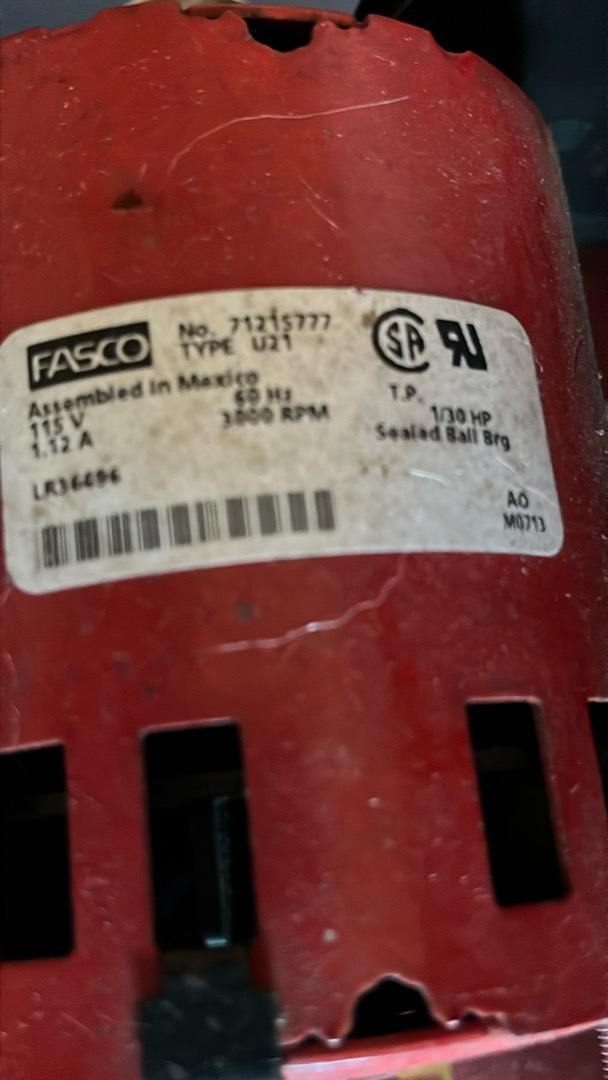 FASCO
No. 71215777
TYPE U21
Assembled in Mexico
115 V 60 Hz
1.12 A 3000 RPM
SA
T.P.
1/30 HP
Sealed Ball Brg
AO
M0713